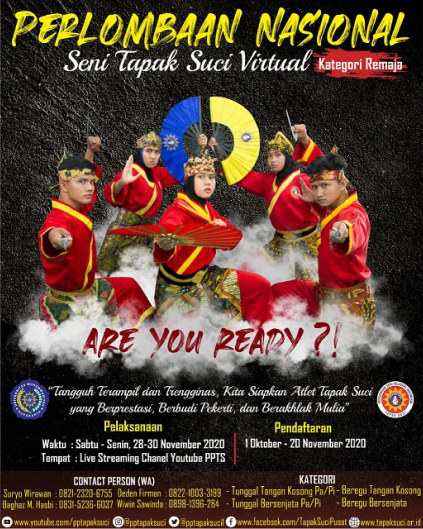 PERLOMBAAN NASIONAL
Seni Tapak Suci Virtual Kategori Remaja
ARE YOU READY ?!
"Tangguh Terampil dan Trengginas, Kita Siapkan Atlet Tapak Suci
yang Berprestasi, Berbudi Pekerti, dan Berakhlak Mulia"
Pelaksanaan
Waktu : Sabtu - Senin, 28-30 November 2020
Tempat : Live Streaming Chanel Youtube PPTS
Pendaftaran
1 Oktober - 20 November 2020
CONTACT PERSON (WA)
Suryo Wirawan : 0821-2320-6755 Deden Firman : 0822-1003-3199
Baghaz M. Hasbi : 0831-5236-6037 Wiwin Sawinda : 0898-1396-284
KATEGORI
- Tunggal Tangan Kosong Pa/Pi - Beregu Tangan Kosong
- Tunggal Bersenjata Pa/Pi - Beregu Bersenjata
www.youtube.com/pptapaksuci @pptapaksuci @pptapaksuci1 www.facebook.com/TapakSuciPusat www.tapaksuci.or.id